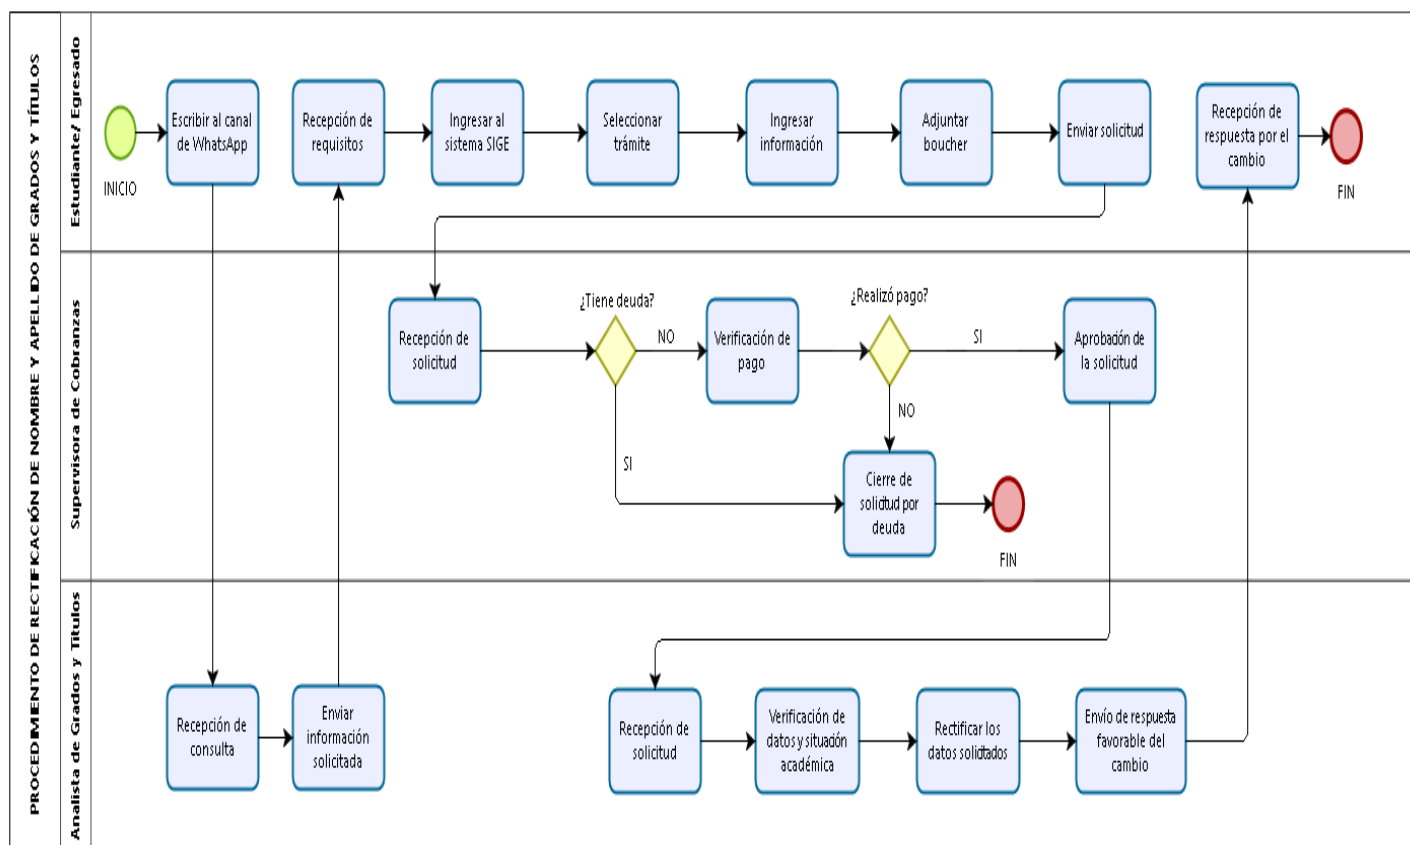 PROCEDIMIENTO DE RECTIFICACIÓN DE NOMBRE Y APELLIDO DE GRADOS Y TÍTULOS
Estudiante/ Egresado
INICIO
Escribir al canal
de WhatsApp
Recepción de
requisitos
Ingresar al
sistema SIGE
Seleccionar
trámite
Ingresar
información
Adjuntar
boucher
Enviar solicitud
Recepción de
respuesta por el
cambio
FIN
Supervisora de Cobranzas
Recepción de
solicitud
¿Tiene deuda?
NO
SI
Verificación de
pago
¿Realizó pago?
SI
NO
Aprobación de
la solicitud
Cierre de
solicitud por
deuda
FIN
Analista de Grados y Titulos
Recepción de
consulta
Enviar
información
solicitada
Recepción de
solicitud
Verificación de
datos y situación
académica
Rectificar los
datos solicitados
Envío de respuesta
favorable del
cambio